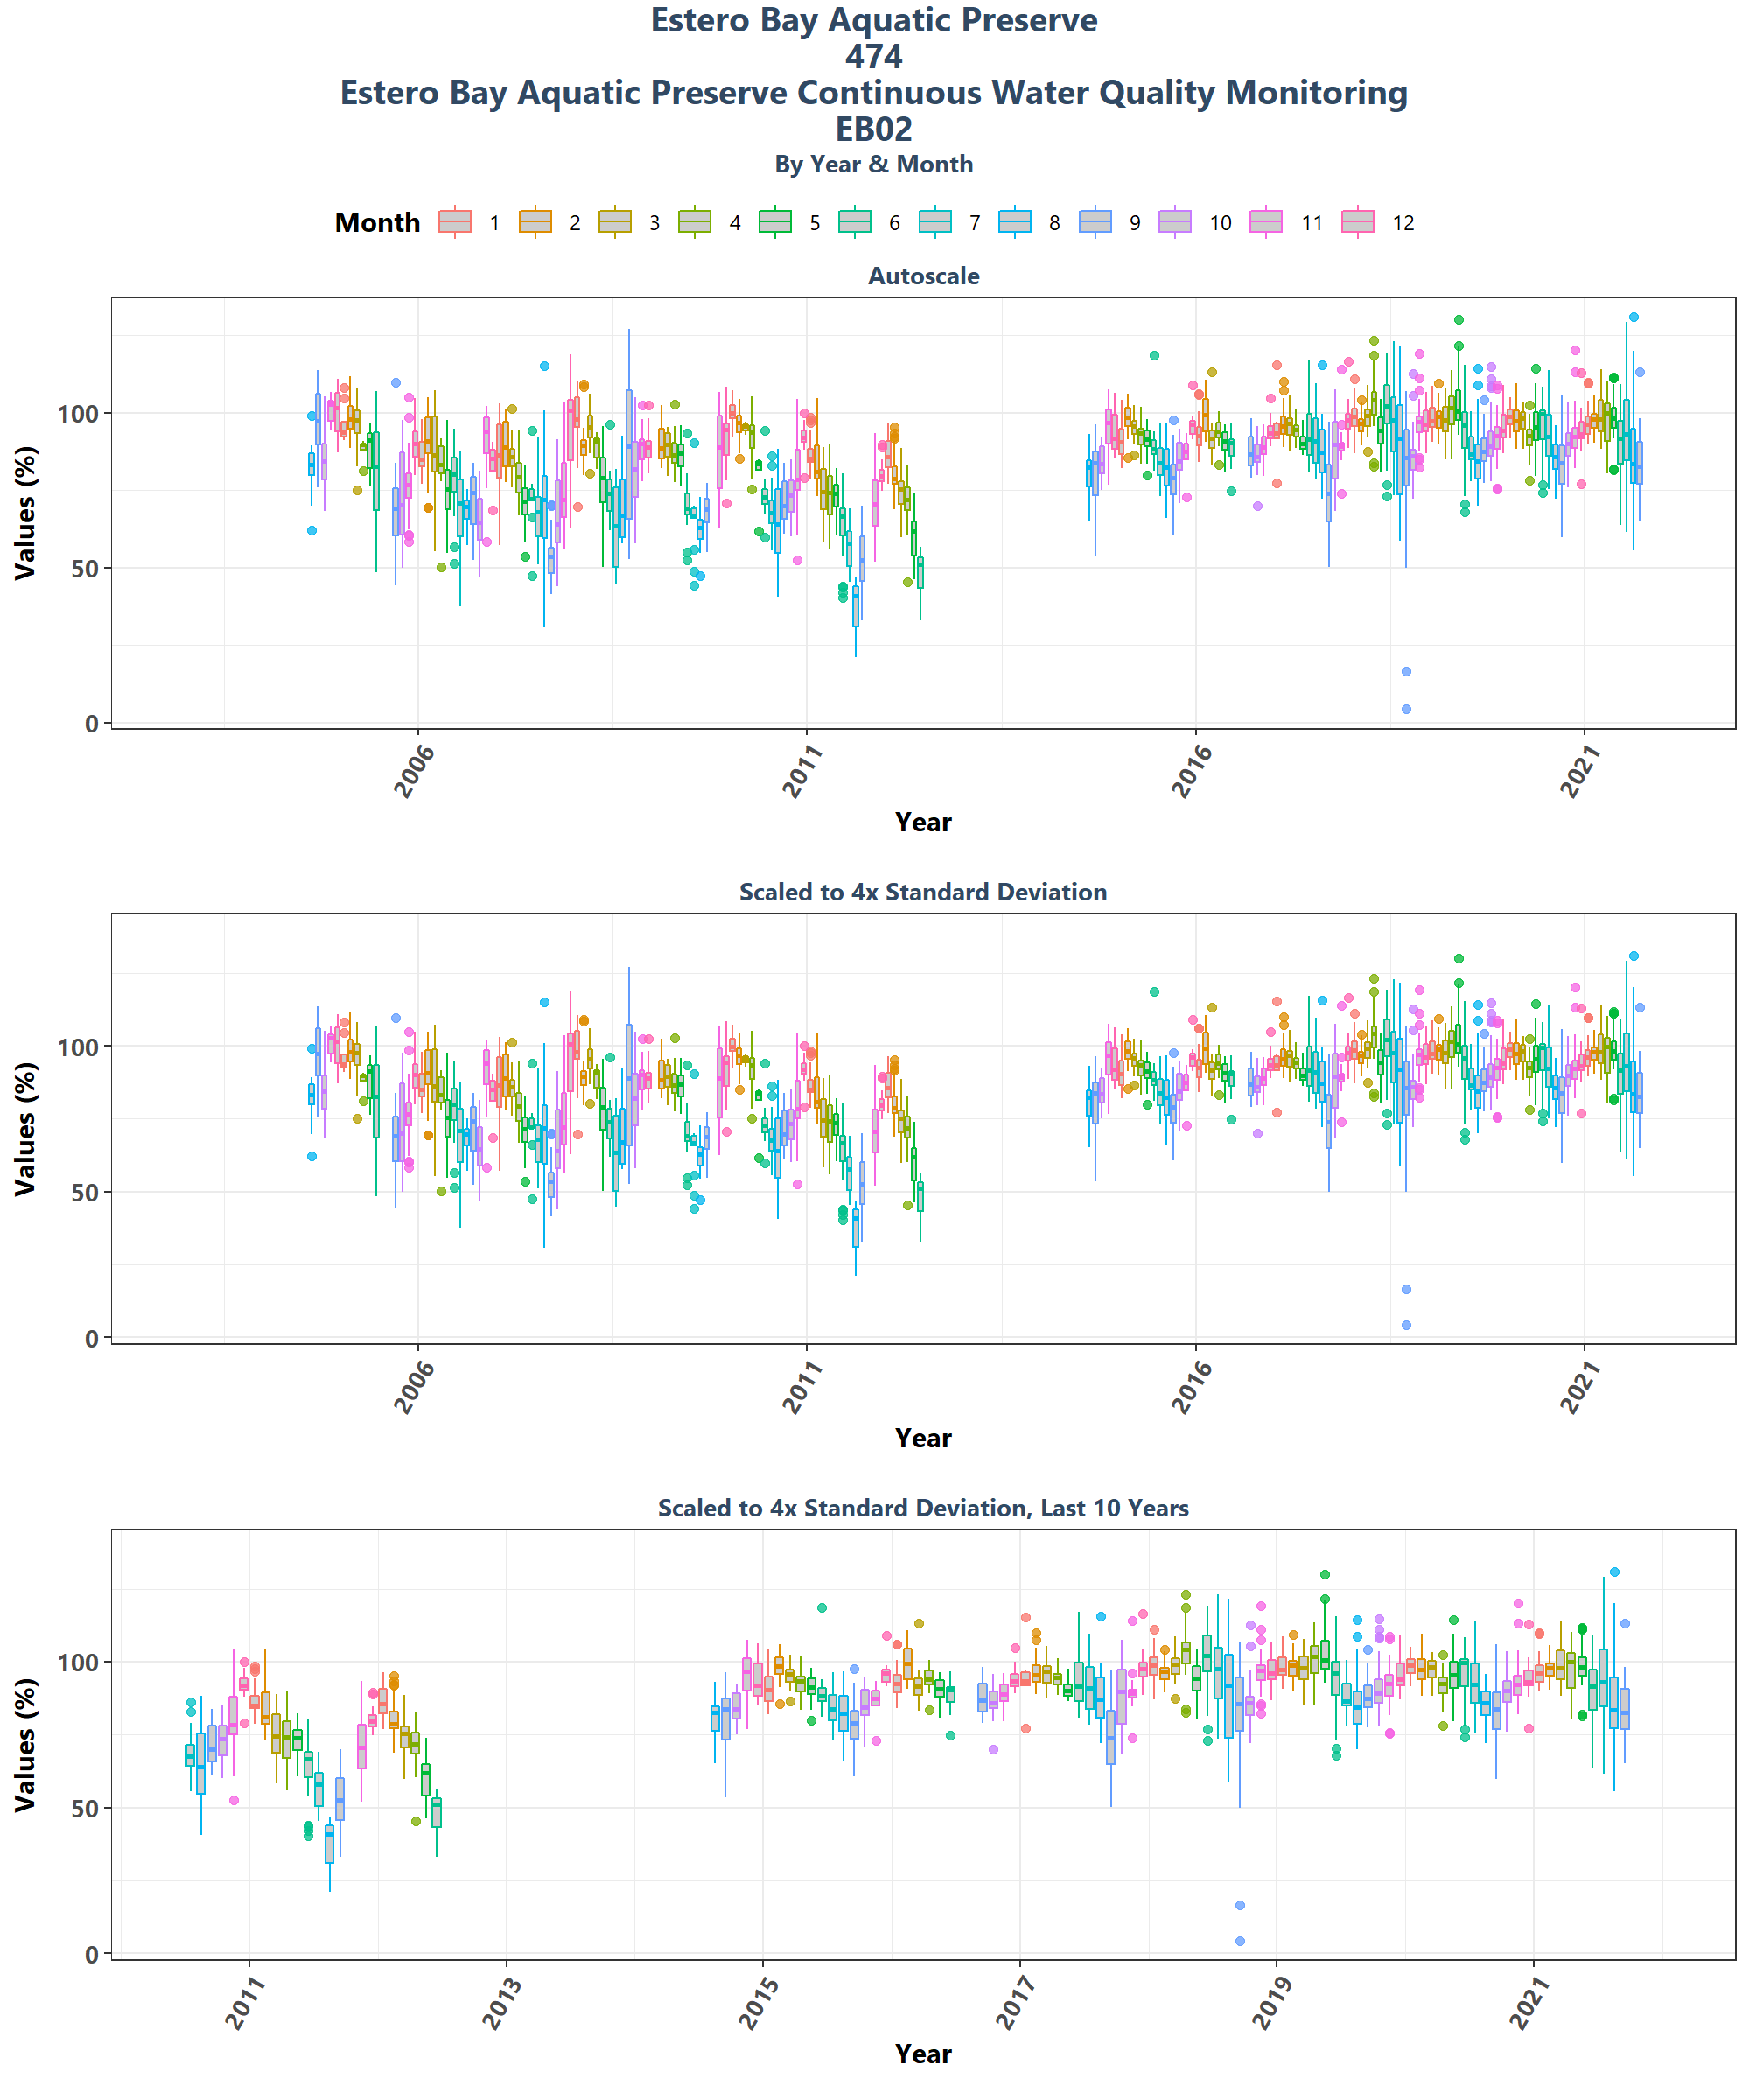 Estero Bay Aquatic Preserve
474
Estero Bay Aquatic Preserve Continuous Water Quality Monitoring
EB02
By Year & Month
Month 1 2 3 4 5 6 7 8 9 10 11 12
Autoscale
Values (%)
100
50
0
2006 2011 2016 2021
Year
Scaled to 4x Standard Deviation
Values (%)
100
50
0
2006 2011 2016 2021
Year
Scaled to 4x Standard Deviation, Last 10 Years
Values (%)
100
50
0
2011 2013 2015 2017 2019 2021
Year